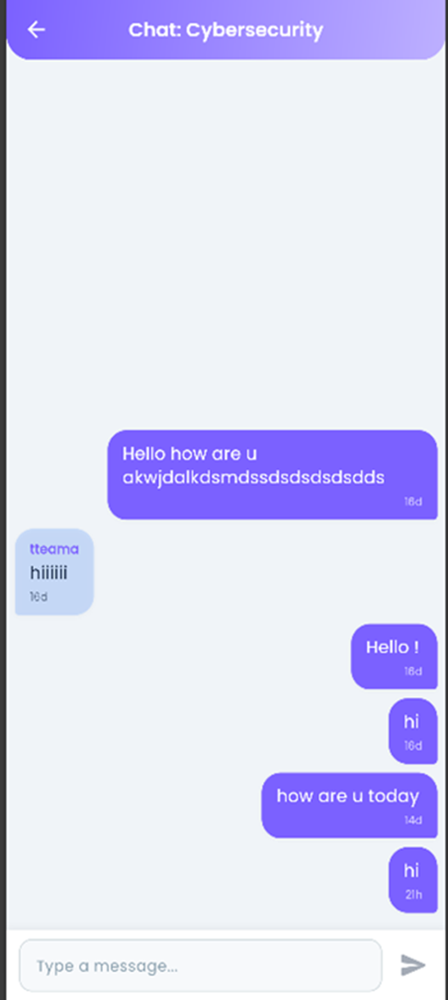 Chat: Cybersecurity
Hello how are u
akwjdalkdsmdssdsdsdsdsdds
16d
tteama
hiiiiii
16d
Hello !
16d
hi
16d
how are u today
14d
hi
21h
Type a message...